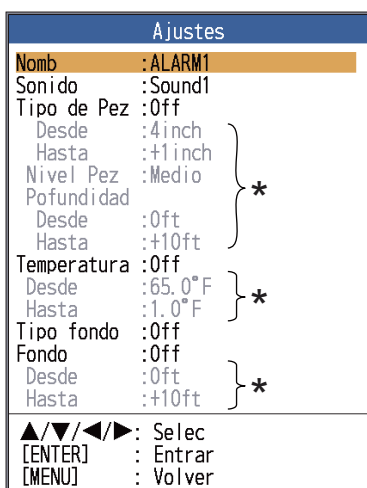 Ajustes
Nomb :ALARM1
Sonido :Sound1
Tipo de Pez :Off
Desde :4inch
Hasta :+1inch
Nivel Pez :Medio
Pofundidad
Desde :0ft
Hasta :+10ft
*
Temperatura :Off
Desde :65.0°F
Hasta :1.0°F
*
Tipo fondo :Off
Fondo :Off
Desde :0ft
Hasta :+10ft
*
▲/▼/◀/▶: Selec
[ENTER] : Entrar
[MENU] : Volver